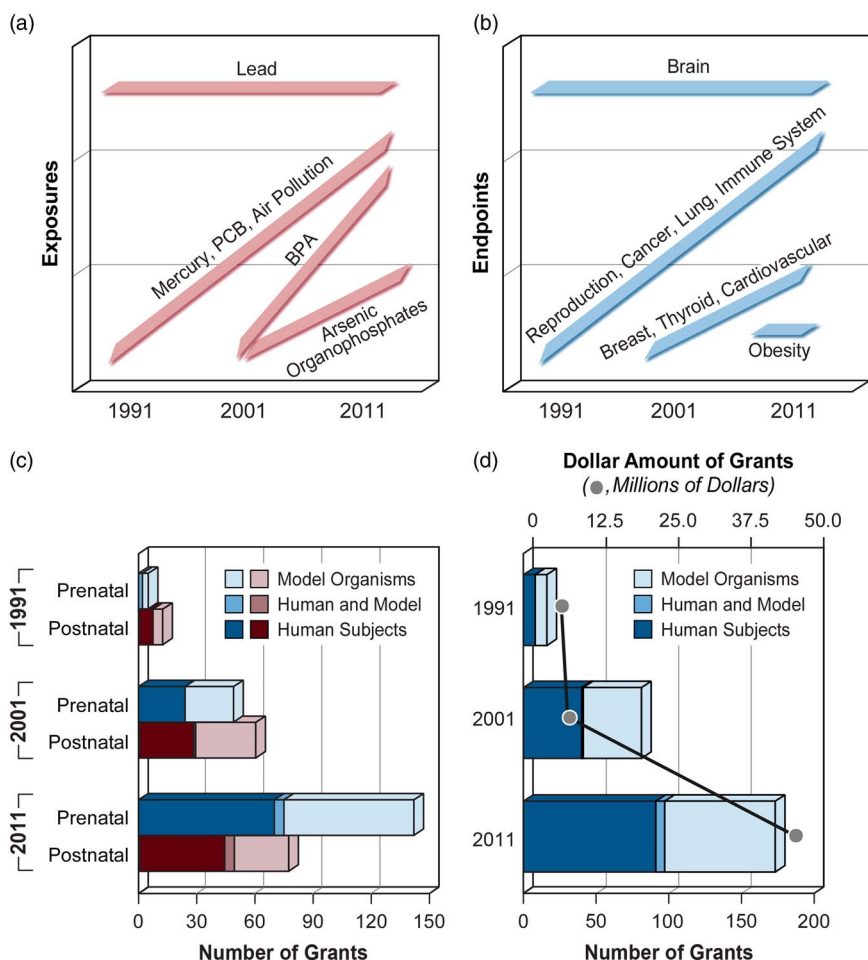 (a)
Exposures
Lead
Mercury, PCB, Air Pollution
BPA
Arsenic
Organophosphates
1991 2001 2011
(b)
Endpoints
Brain
Reproduction, Cancer, Lung, Immune System
Breast, Thyroid, Cardiovascular
Obesity
1991 2001 2011
(c)
Model Organisms
Human and Model
Human Subjects
1991
Prenatal
Postnatal
2001
Prenatal
Postnatal
2011
Prenatal
Postnatal
0 30 60 90 120 150
Number of Grants
(d)
Dollar Amount of Grants
(●, Millions of Dollars)
0 12.5 25.0 37.5 50.0
Model Organisms
Human and Model
Human Subjects
1991
2001
2011
0 50 100 150 200
Number of Grants